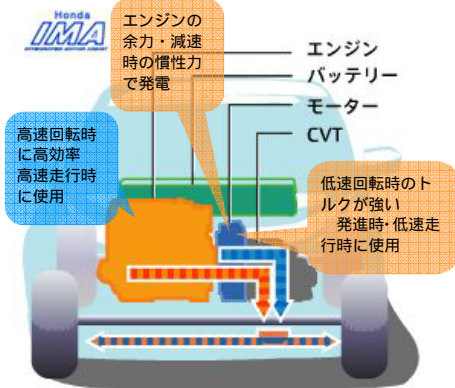 Honda
IMA
INTEGRATED MOTOR ASSIST
エンジンの
余力・減速
時の慣性力
で発電
エンジン
バッテリー
モーター
CVT
高速回転時
に高効率
高速走行時
に使用
低速回転時のト
ルクが強い
発進時・低速走
行時に使用